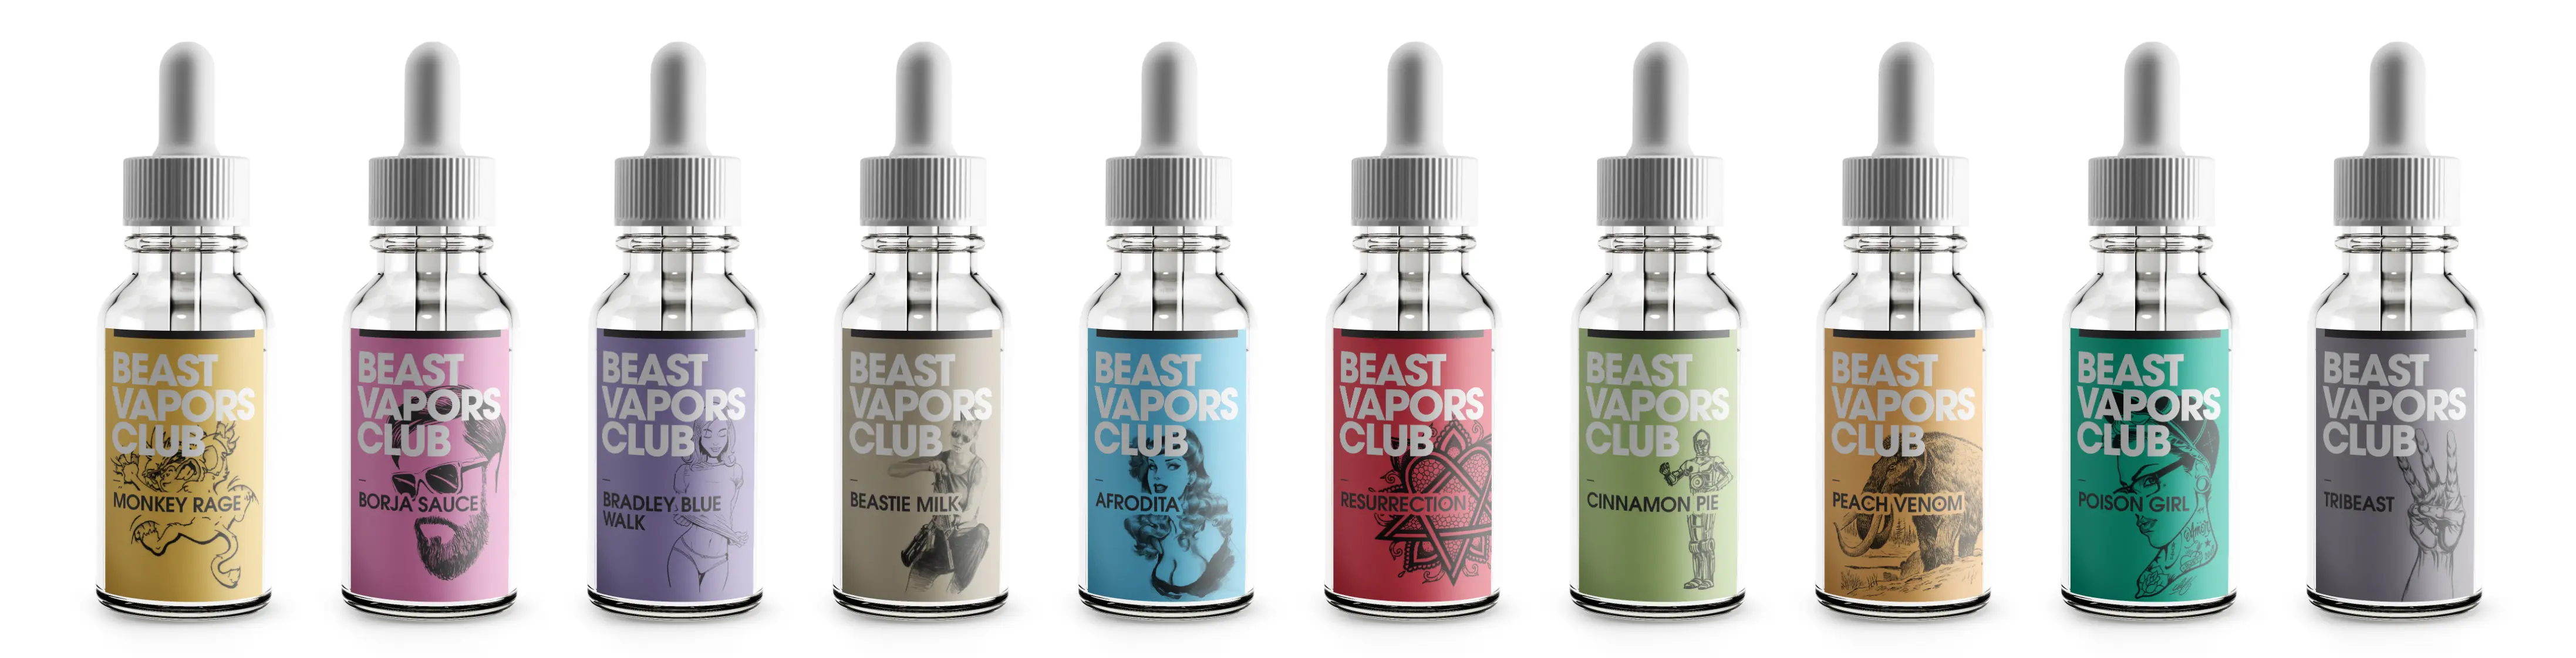 BEAST
VAPORS
CLUB
MONKEY RAGE
BEAST
VAPORS
CLUB
BORJA SAUCE
BEAST
VAPORS
CLUB
BRADLEY BLUE
WALK
BEAST
VAPORS
CLUB
BEASTIE MILK
BEAST
VAPORS
CLUB
AFRODITA
BEAST
VAPORS
CLUB
RESURRECTION
BEAST
VAPORS
CLUB
CINNAMON PIE
BEAST
VAPORS
CLUB
PEACH VENOM
BEAST
VAPORS
CLUB
POISON GIRL
BEAST
VAPORS
CLUB
TRIBEAST